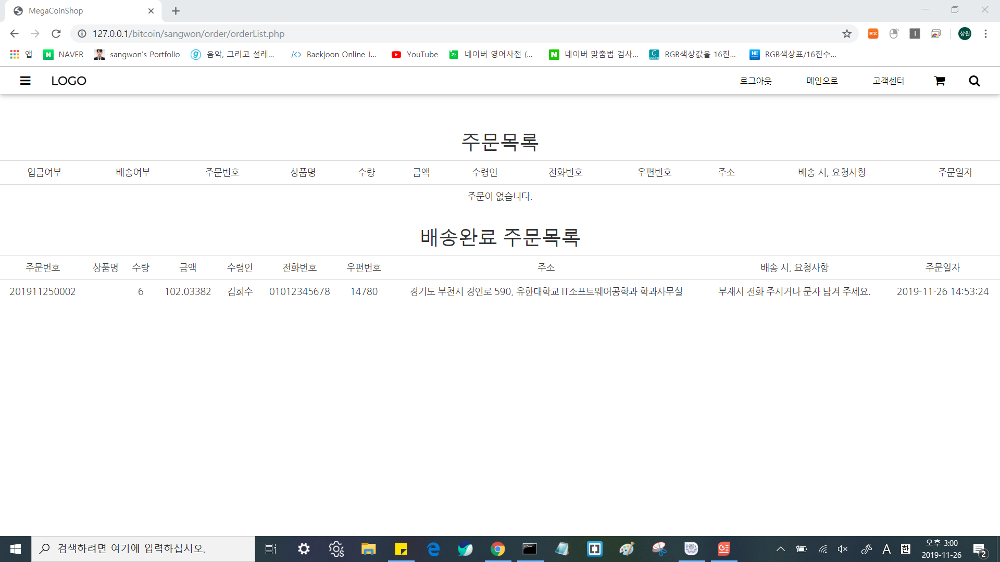 MegaCoinShop
127.0.0.1/bitcoin/sangwon/order/orderList.php
EX
상원
앱 NAVER sangwon's Portfolio 음악, 그리고 설레... Baekjoon Online J... YouTube 네이버 영어사전 (... 네이버 맞춤법 검사... RGB색상값을 16진... RGB색상표/16진수...
LOGO 로그아웃 메인으로 고객센터
주문목록
입금여부 배송여부 주문번호 상품명 수량 금액 수령인 전화번호 우편번호 주소 배송 시, 요청사항 주문일자
주문이 없습니다.
배송완료 주문목록
주문번호 상품명 수량 금액 수령인 전화번호 우편번호 주소 배송 시, 요청사항 주문일자
201911250002 6 102.03382 김희수 01012345678 14780 경기도 부천시 경인로 590, 유한대학교 IT소프트웨어공학과 학과사무실 부재시 전화 주시거나 문자 남겨 주세요. 2019-11-26 14:53:24
검색하려면 여기에 입력하십시오.
A 한 오후 3:00
2019-11-26 2